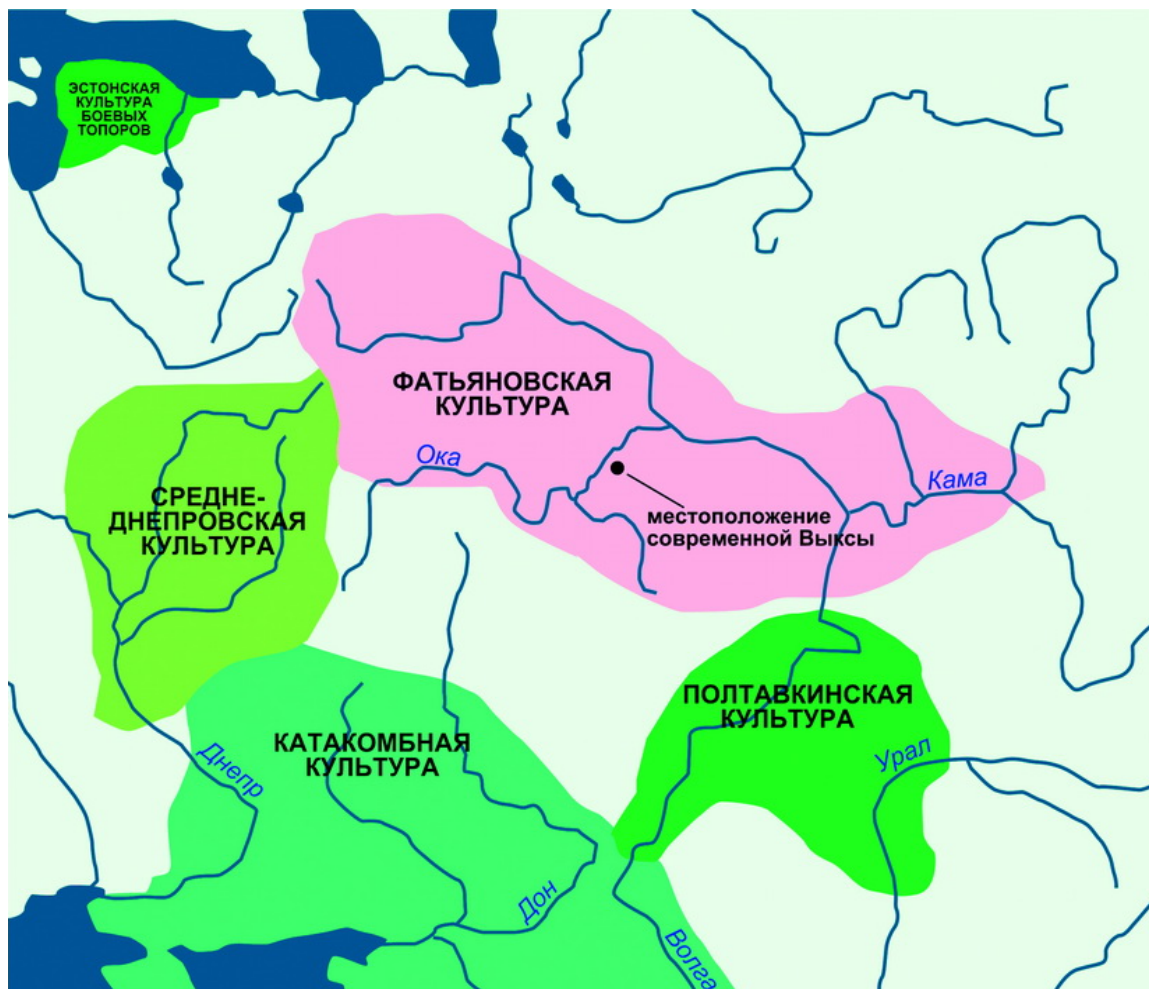 ЭСТОНСКАЯ
КУЛЬТУРА
БОЕВЫХ
ТОПОРОВ
ФАТЬЯНОВСКАЯ
КУЛЬТУРА
Ока
Кама
СРЕДНЕ-
ДНЕПРОВСКАЯ
КУЛЬТУРА
местоположение
современной Выксы
ПОЛТАВКИНСКАЯ
КУЛЬТУРА
КАТАКОМБНАЯ
КУЛЬТУРА
Днепр
Урал
Дон
Волга